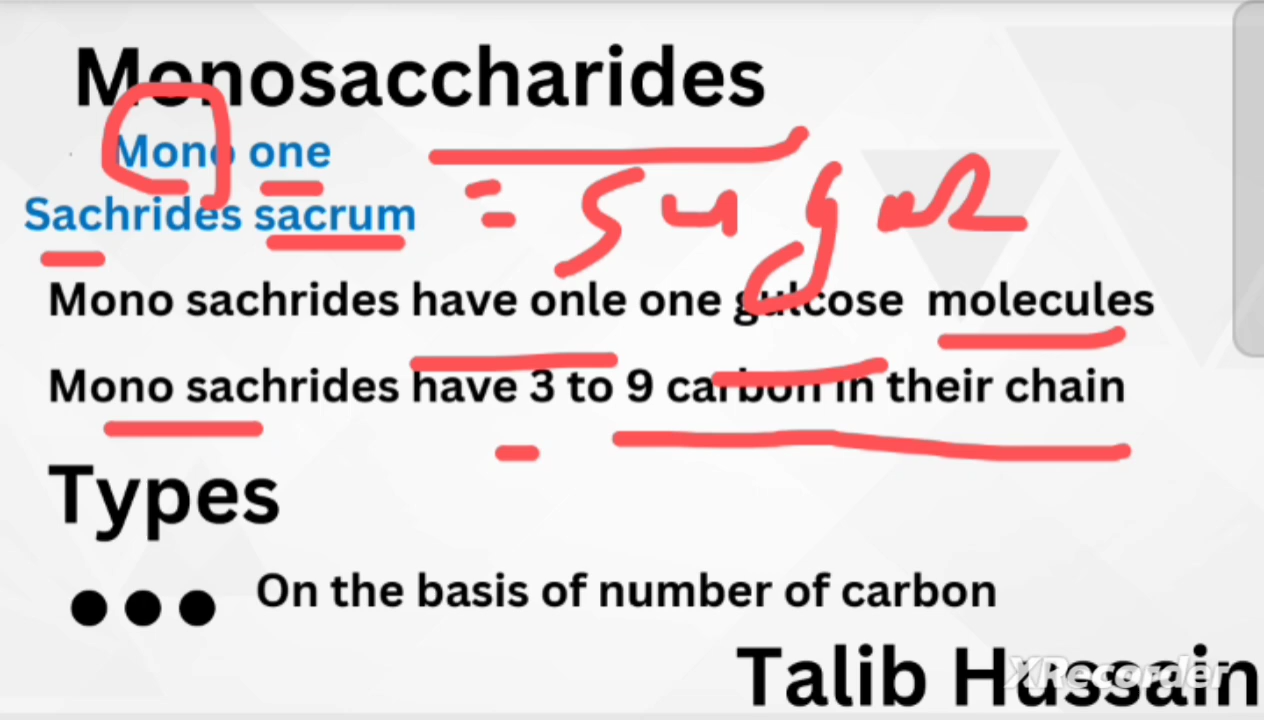 Monosaccharides
Mono one
Sachrides sacrum = Sugar
Mono sachrides have onle one gulcose molecules
Mono sachrides have 3 to 9 carbon in their chain
Types
●●● On the basis of number of carbon
Talib Hussain
XRecorder